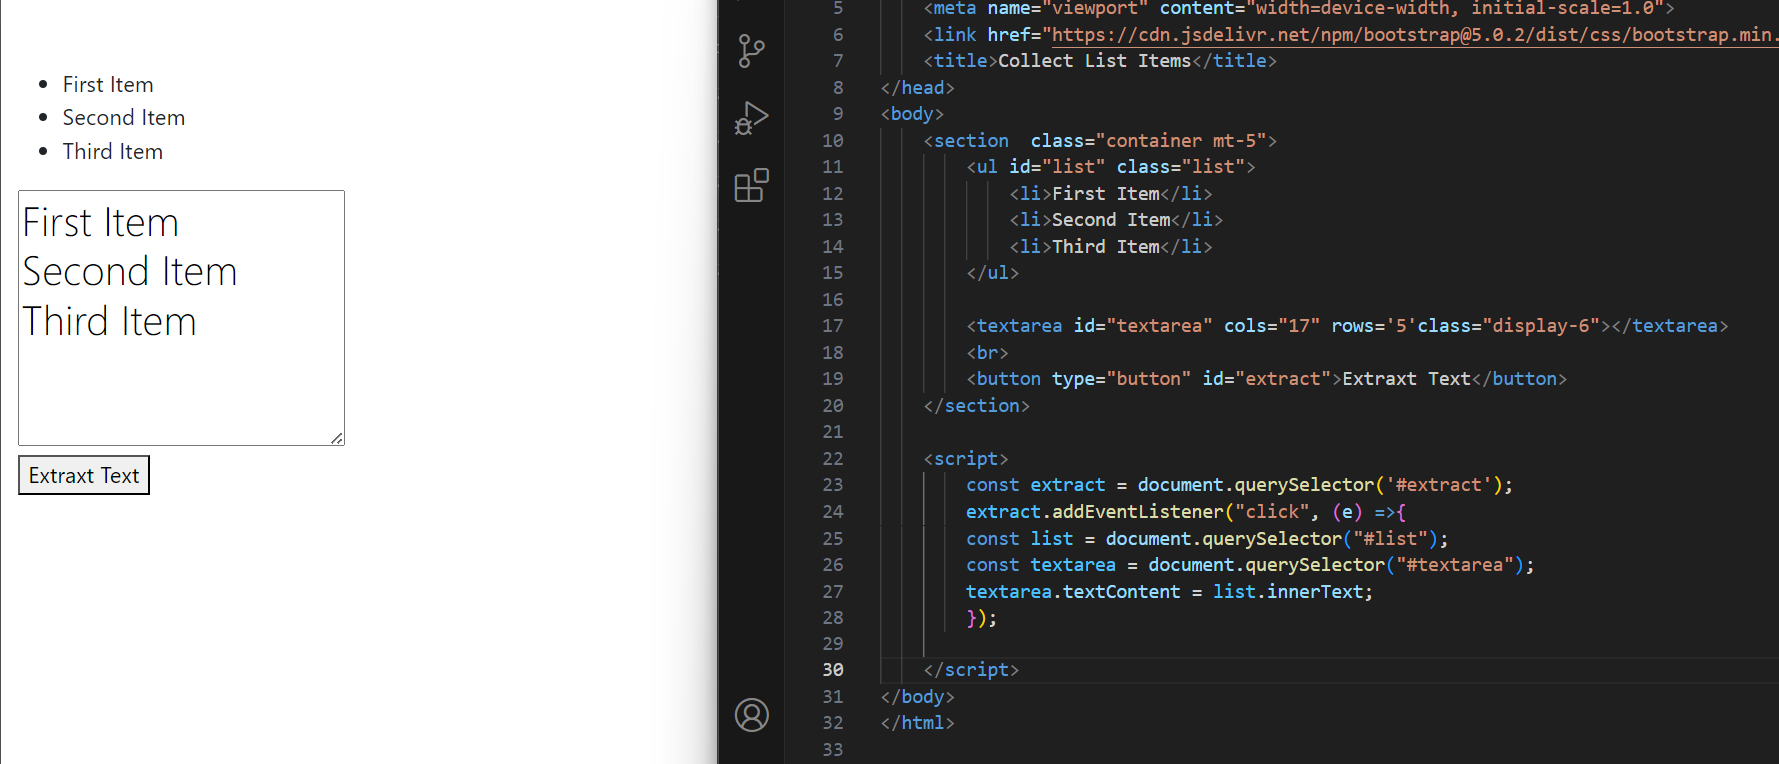 First Item
Second Item
Third Item
First Item
Second Item
Third Item
Extraxt Text
5 <meta name="viewport" content="width=device-width, initial-scale=1.0">
6 <link href="https://cdn.jsdelivr.net/npm/bootstrap@5.0.2/dist/css/bootstrap.min.
7 <title>Collect List Items</title>
8 </head>
9 <body>
10 <section  class="container mt-5">
11 <ul id="list" class="list">
12 <li>First Item</li>
13 <li>Second Item</li>
14 <li>Third Item</li>
15 </ul>
16
17 <textarea id="textarea" cols="17" rows='5'class="display-6"></textarea>
18 <br>
19 <button type="button" id="extract">Extraxt Text</button>
20 </section>
21
22 <script>
23 const extract = document.querySelector('#extract');
24 extract.addEventListener("click", (e) =>{
25 const list = document.querySelector("#list");
26 const textarea = document.querySelector("#textarea");
27 textarea.textContent = list.innerText;
28 });
29
30 </script>
31 </body>
32 </html>
33